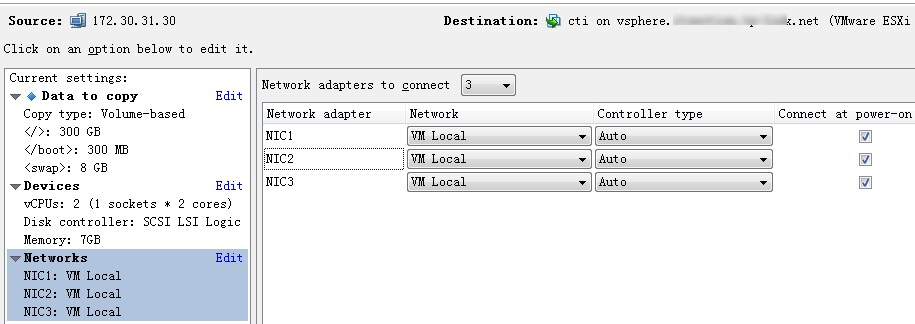 Source: 172.30.31.30 Destination: cti on vsphere. .net (VMware ESXi
Click on an option below to edit it.
Current settings:
Data to copy Edit
Copy type: Volume-based
</>: 300 GB
</boot>: 300 MB
<swap>: 8 GB
Devices Edit
vCPUs: 2 (1 sockets * 2 cores)
Disk controller: SCSI LSI Logic
Memory: 7GB
Networks Edit
NIC1: VM Local
NIC2: VM Local
NIC3: VM Local
Network adapters to connect 3
Network adapter Network Controller type Connect at power-on
NIC1 VM Local Auto
NIC2 VM Local Auto
NIC3 VM Local Auto